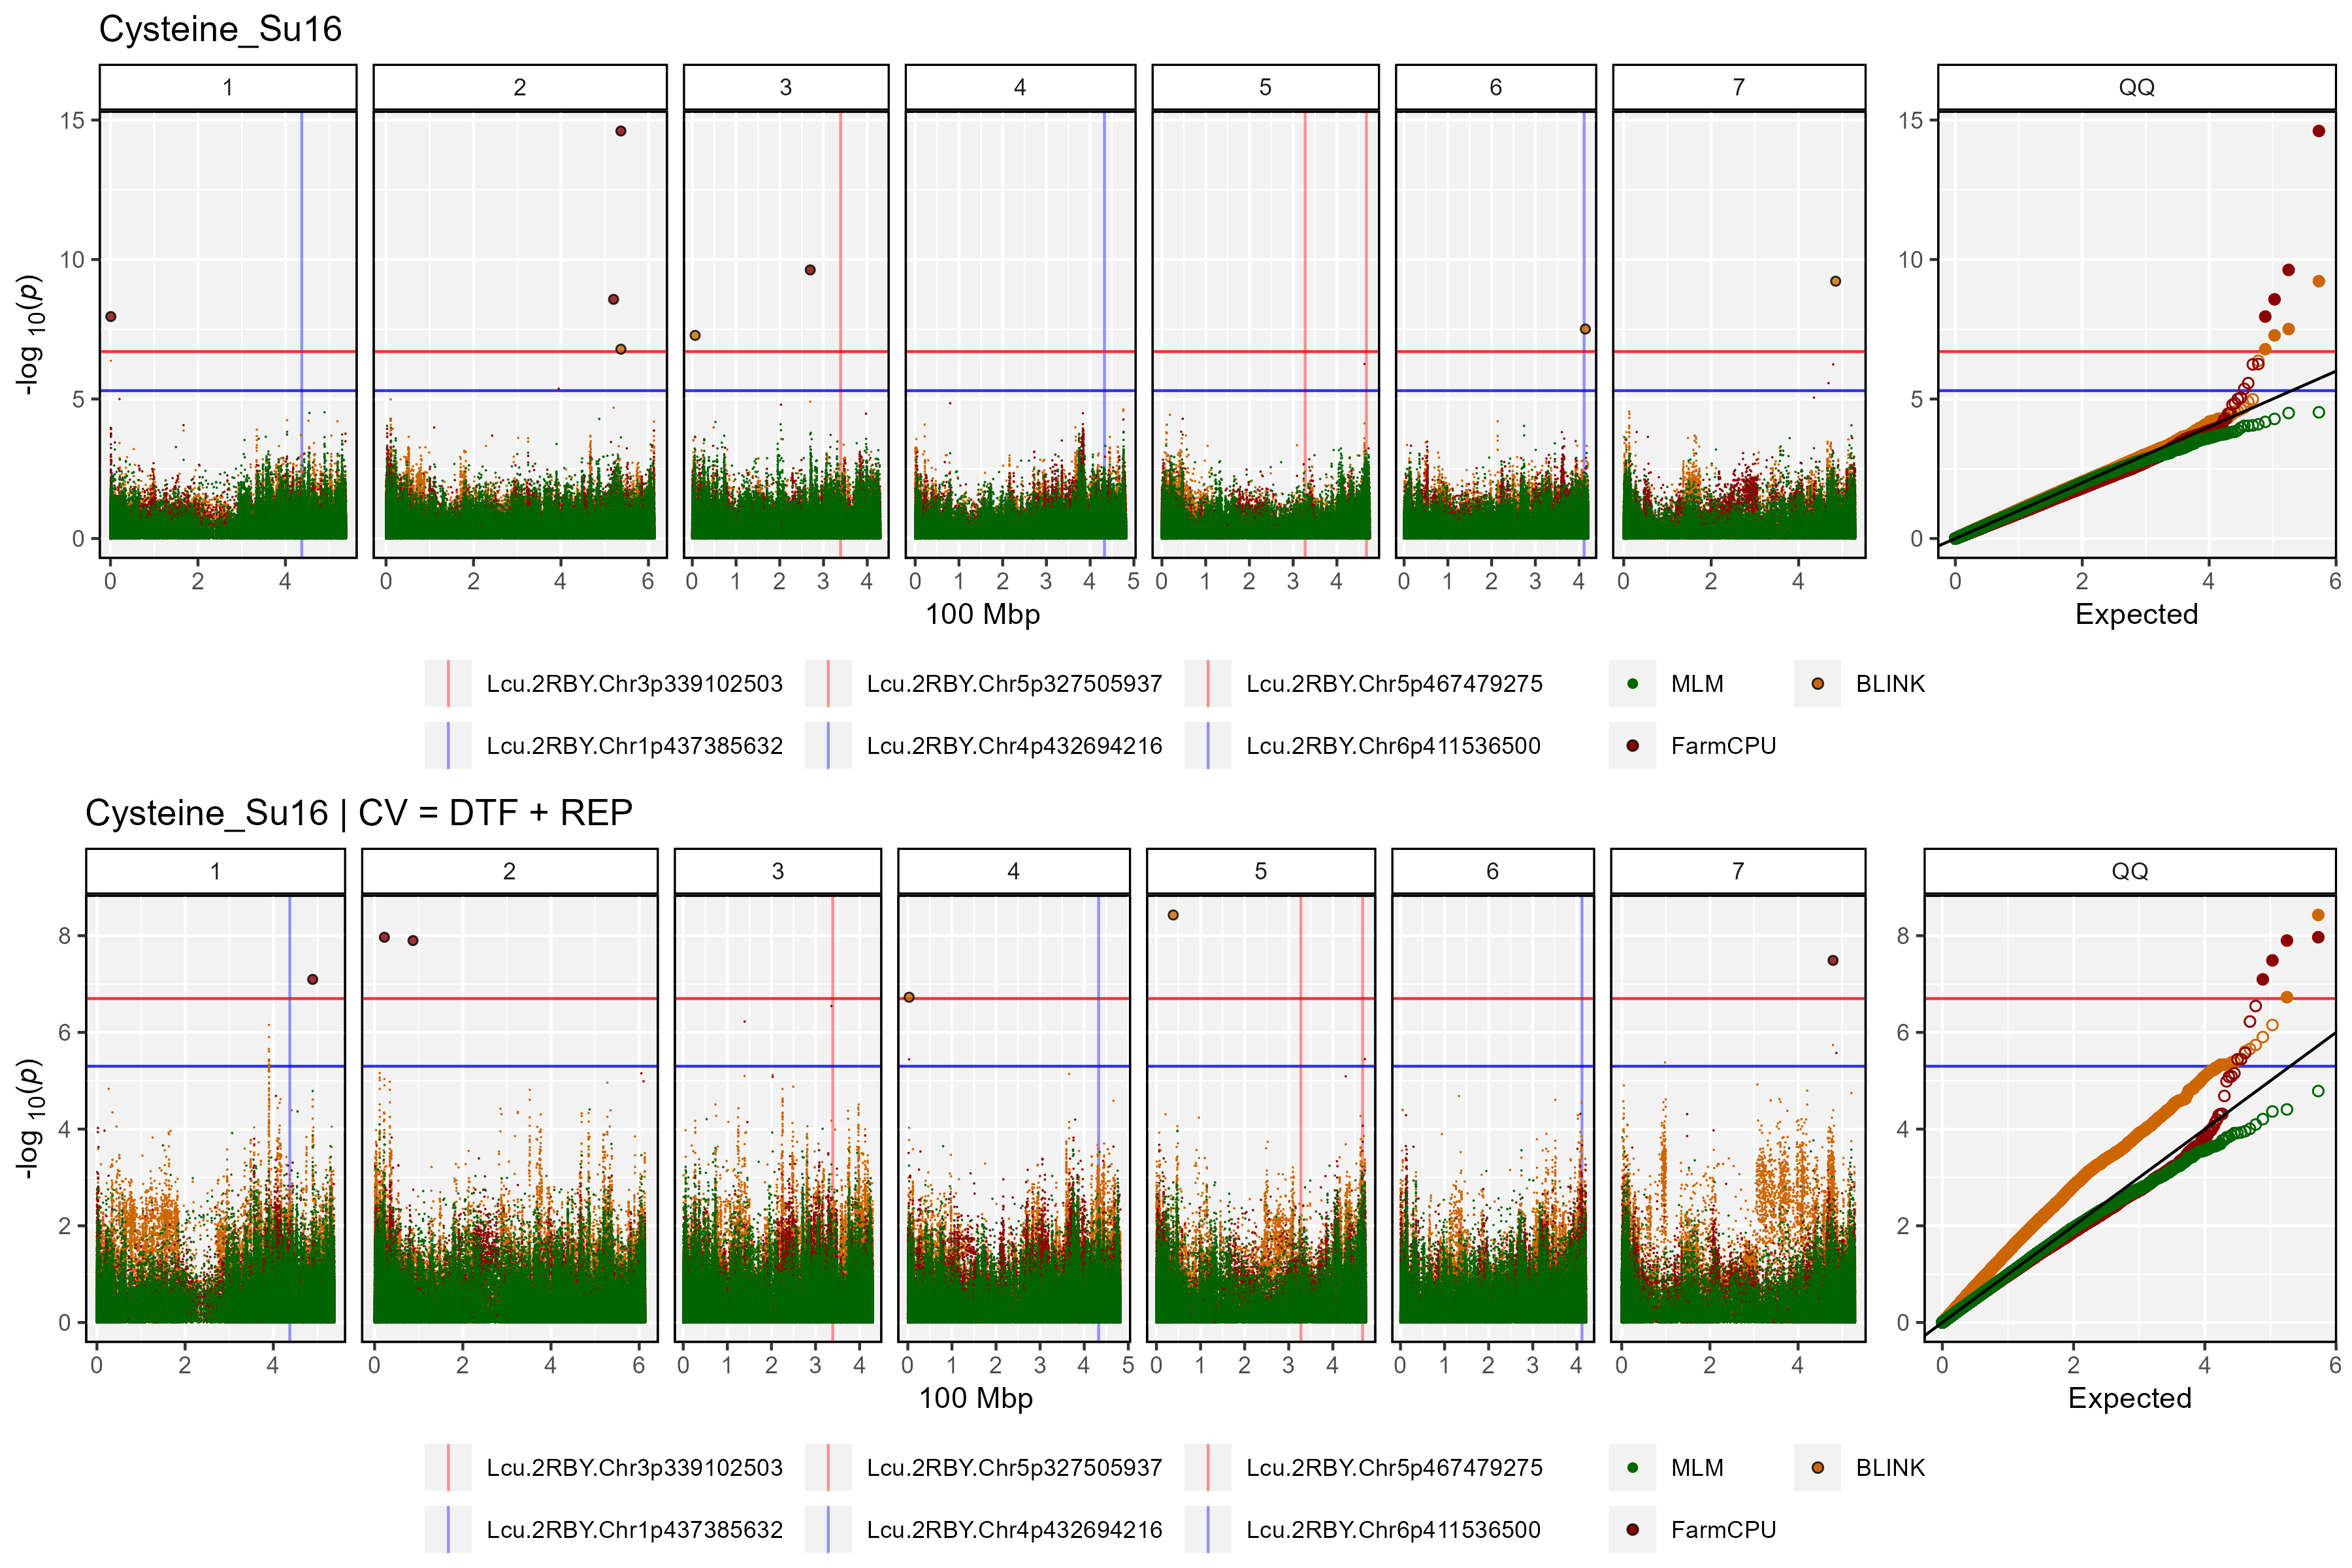 Cysteine_Su16
1 2 3 4 5 6 7 QQ
15 15
10 10
5 5
0 0
-log 10(p)
0 2 4 0 2 4 6 0 1 2 3 4 0 1 2 3 4 5 0 1 2 3 4 0 1 2 3 4 0 2 4 0 2 4 6
100 Mbp Expected
Lcu.2RBY.Chr3p339102503 Lcu.2RBY.Chr5p327505937 Lcu.2RBY.Chr5p467479275 MLM BLINK
Lcu.2RBY.Chr1p437385632 Lcu.2RBY.Chr4p432694216 Lcu.2RBY.Chr6p411536500 FarmCPU
Cysteine_Su16 | CV = DTF + REP
1 2 3 4 5 6 7 QQ
8 8
6 6
4 4
2 2
0 0
-log 10(p)
0 2 4 0 2 4 6 0 1 2 3 4 0 1 2 3 4 5 0 1 2 3 4 0 1 2 3 4 0 2 4 0 2 4 6
100 Mbp Expected
Lcu.2RBY.Chr3p339102503 Lcu.2RBY.Chr5p327505937 Lcu.2RBY.Chr5p467479275 MLM BLINK
Lcu.2RBY.Chr1p437385632 Lcu.2RBY.Chr4p432694216 Lcu.2RBY.Chr6p411536500 FarmCPU